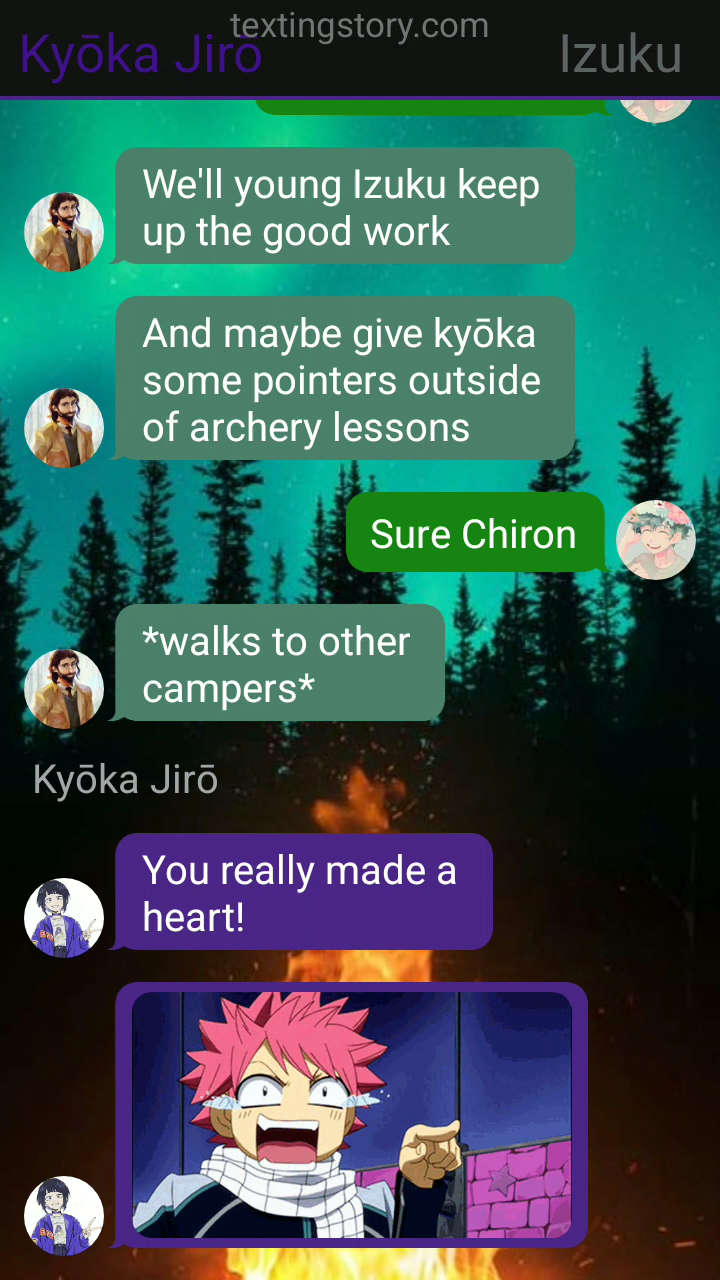 textingstory.com
Kyōka Jirō
Izuku
We'll young Izuku keep
up the good work
And maybe give kyōka
some pointers outside
of archery lessons
Sure Chiron
*walks to other
campers*
Kyōka Jirō
You really made a
heart!